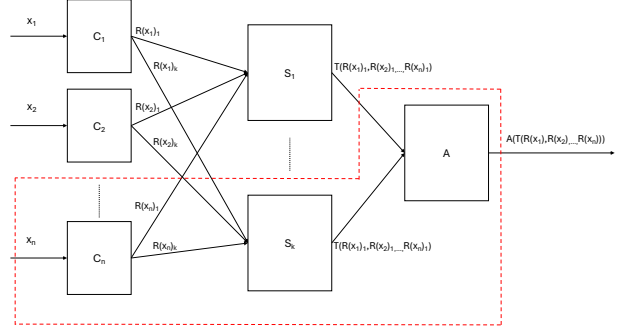 x₁
C₁
R(x₁)₁
R(x₁)ₖ
S₁
T(R(x₁)₁,R(x₂)₁,...,R(xₙ)₁)
x₂
C₂
R(x₂)₁
R(x₂)ₖ
A
A(T(R(x₁),R(x₂),...,R(xₙ)))
xₙ
Cₙ
R(xₙ)₁
R(xₙ)ₖ
Sₖ
T(R(x₁)₁,R(x₂)₁,...,R(xₙ)₁)